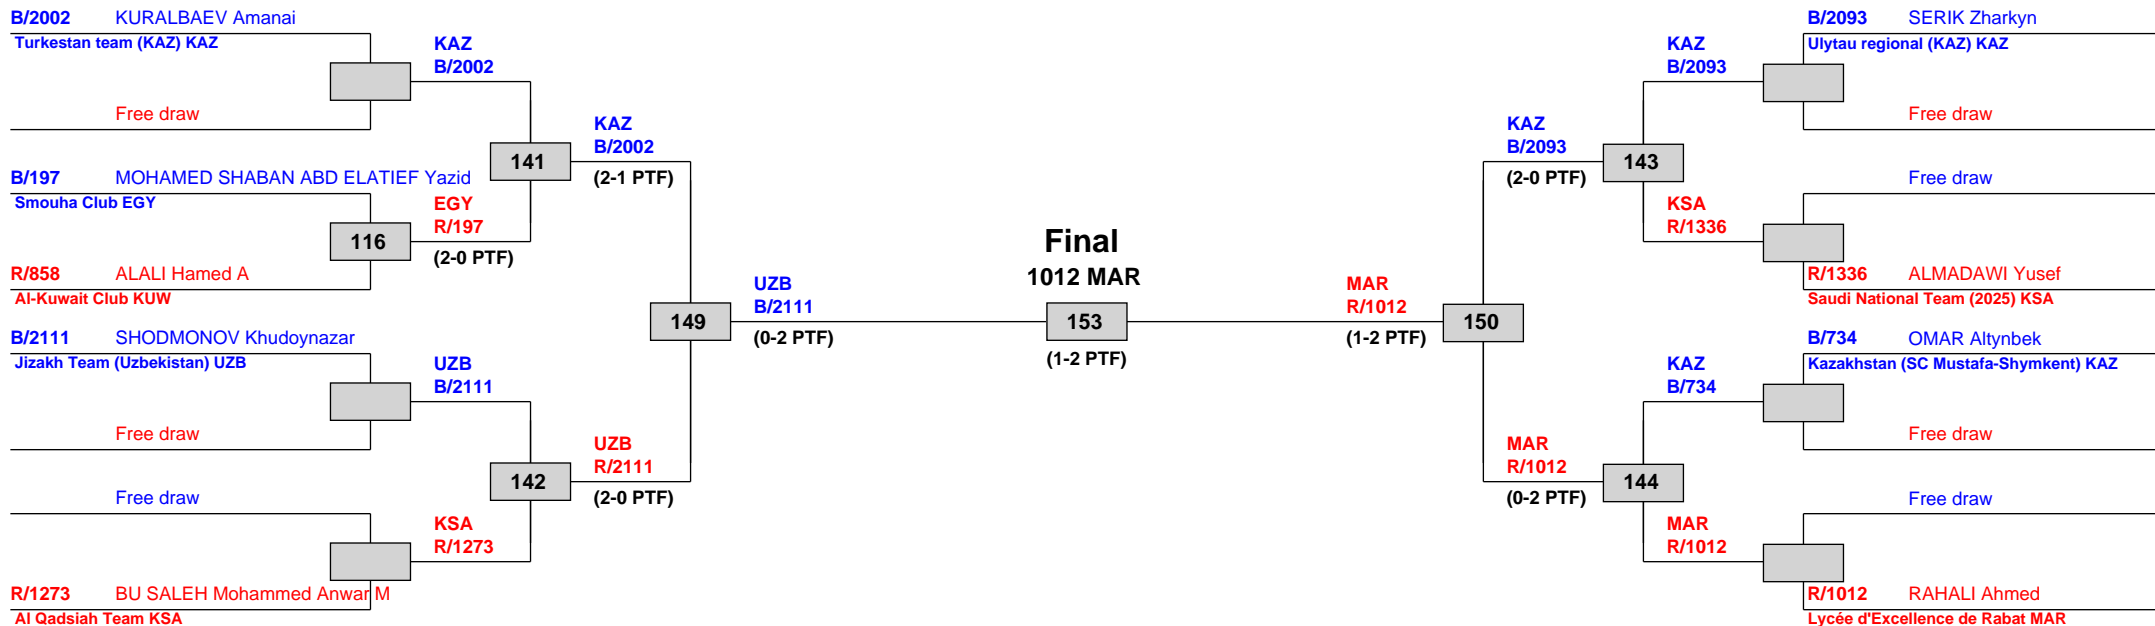 B/2002 KURALBAEV Amanai
Turkestan team (KAZ) KAZ
Free draw
KAZ
B/2002
B/197 MOHAMED SHABAN ABD ELATIEF Yazid
Smouha Club EGY
R/858 ALALI Hamed A
Al-Kuwait Club KUW
116
EGY
R/197
(2-0 PTF)
141
KAZ
B/2002
(2-1 PTF)
B/2111 SHODMONOV Khudoynazar
Jizakh Team (Uzbekistan) UZB
Free draw
UZB
B/2111
Free draw
R/1273 BU SALEH Mohammed Anwar M
Al Qadsiah Team KSA
KSA
R/1273
142
UZB
R/2111
(2-0 PTF)
149
UZB
B/2111
(0-2 PTF)
Final
1012 MAR
153
(1-2 PTF)
MAR
R/1012
(1-2 PTF)
150
KAZ
B/2093
(2-0 PTF)
143
KAZ
B/2093
B/2093 SERIK Zharkyn
Ulytau regional (KAZ) KAZ
Free draw
Free draw
KSA
R/1336
R/1336 ALMADAWI Yusef
Saudi National Team (2025) KSA
MAR
R/1012
(0-2 PTF)
144
KAZ
B/734
B/734 OMAR Altynbek
Kazakhstan (SC Mustafa-Shymkent) KAZ
Free draw
Free draw
MAR
R/1012
R/1012 RAHALI Ahmed
Lycée d'Excellence de Rabat MAR